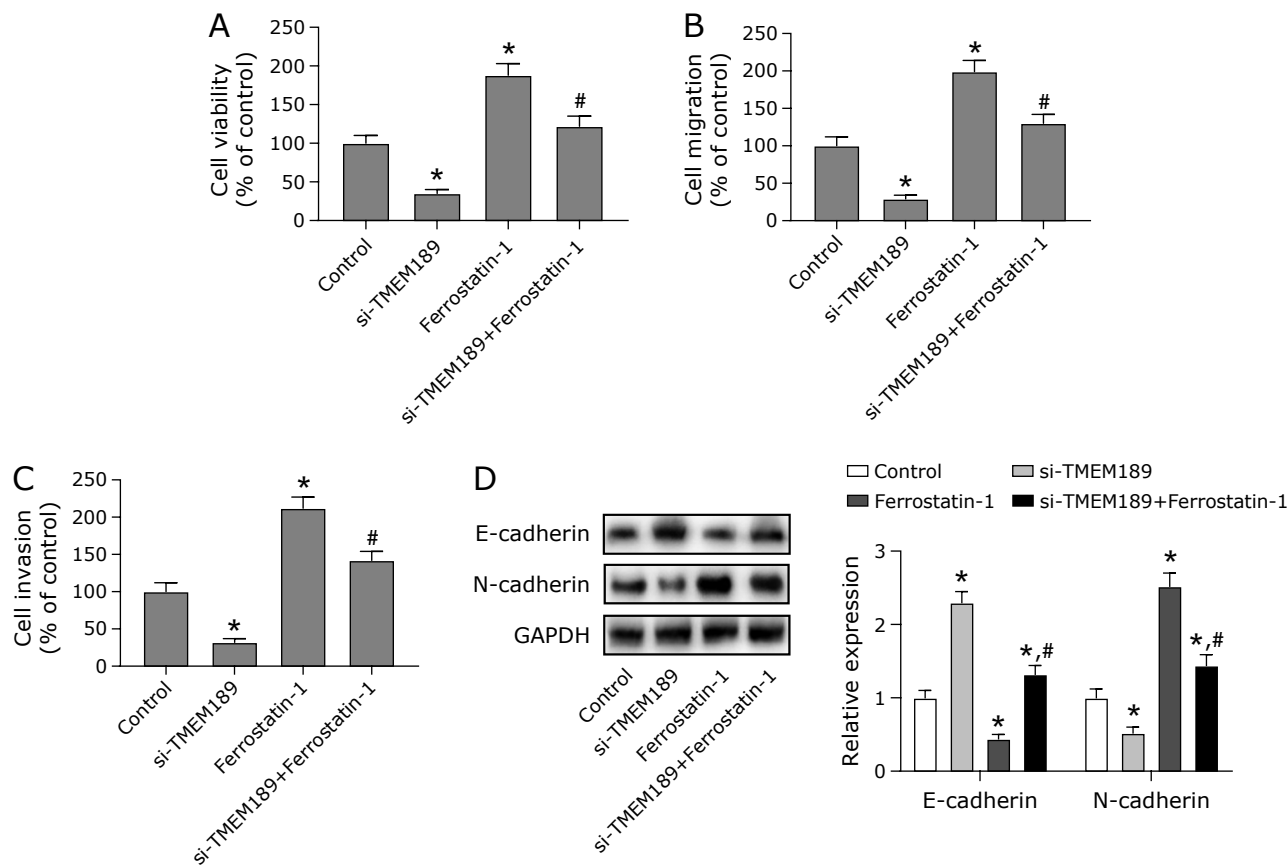 A
Cell viability
(% of control)
250
200
150
100
50
0
*
*
#
Control
si-TMEM189
Ferrostatin-1
si-TMEM189+Ferrostatin-1
B
Cell migration
(% of control)
250
200
150
100
50
0
*
*
#
Control
si-TMEM189
Ferrostatin-1
si-TMEM189+Ferrostatin-1
C
Cell invasion
(% of control)
250
200
150
100
50
0
*
*
#
Control
si-TMEM189
Ferrostatin-1
si-TMEM189+Ferrostatin-1
D
E-cadherin
N-cadherin
GAPDH
Control
si-TMEM189
Ferrostatin-1
si-TMEM189+Ferrostatin-1
Control
si-TMEM189
Ferrostatin-1
si-TMEM189+Ferrostatin-1
Relative expression
3
2
1
0
*
*
*,#
*
*
*,#
E-cadherin
N-cadherin